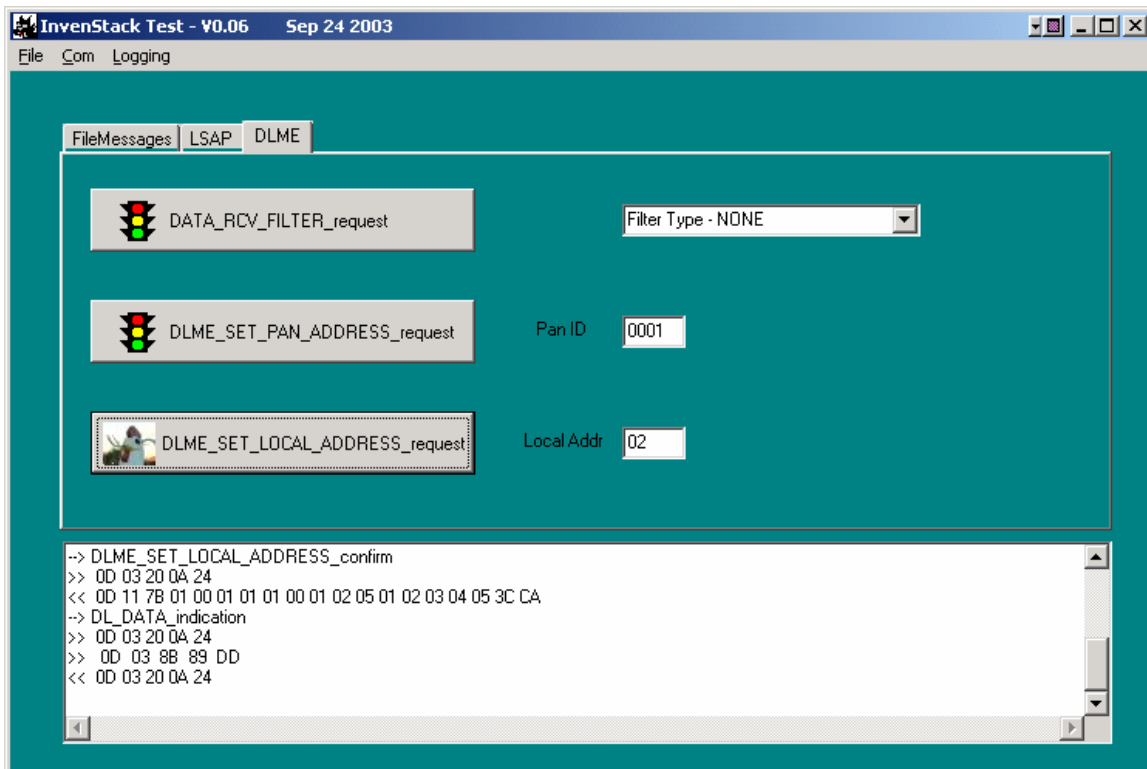 InvenStack Test - V0.06 Sep 24 2003
File Com Logging
FileMessages LSAP DLME
DATA_RCV_FILTER_request Filter Type - NONE
DLME_SET_PAN_ADDRESS_request Pan ID 0001
DLME_SET_LOCAL_ADDRESS_request Local Addr 02
--> DLME_SET_LOCAL_ADDRESS_confirm
>> 0D 03 20 0A 24
<< 0D 11 7B 01 00 01 01 01 00 01 02 05 01 02 03 04 05 3C CA
--> DL_DATA_indication
>> 0D 03 20 0A 24
>> 0D 03 8B 89 DD
<< 0D 03 20 0A 24